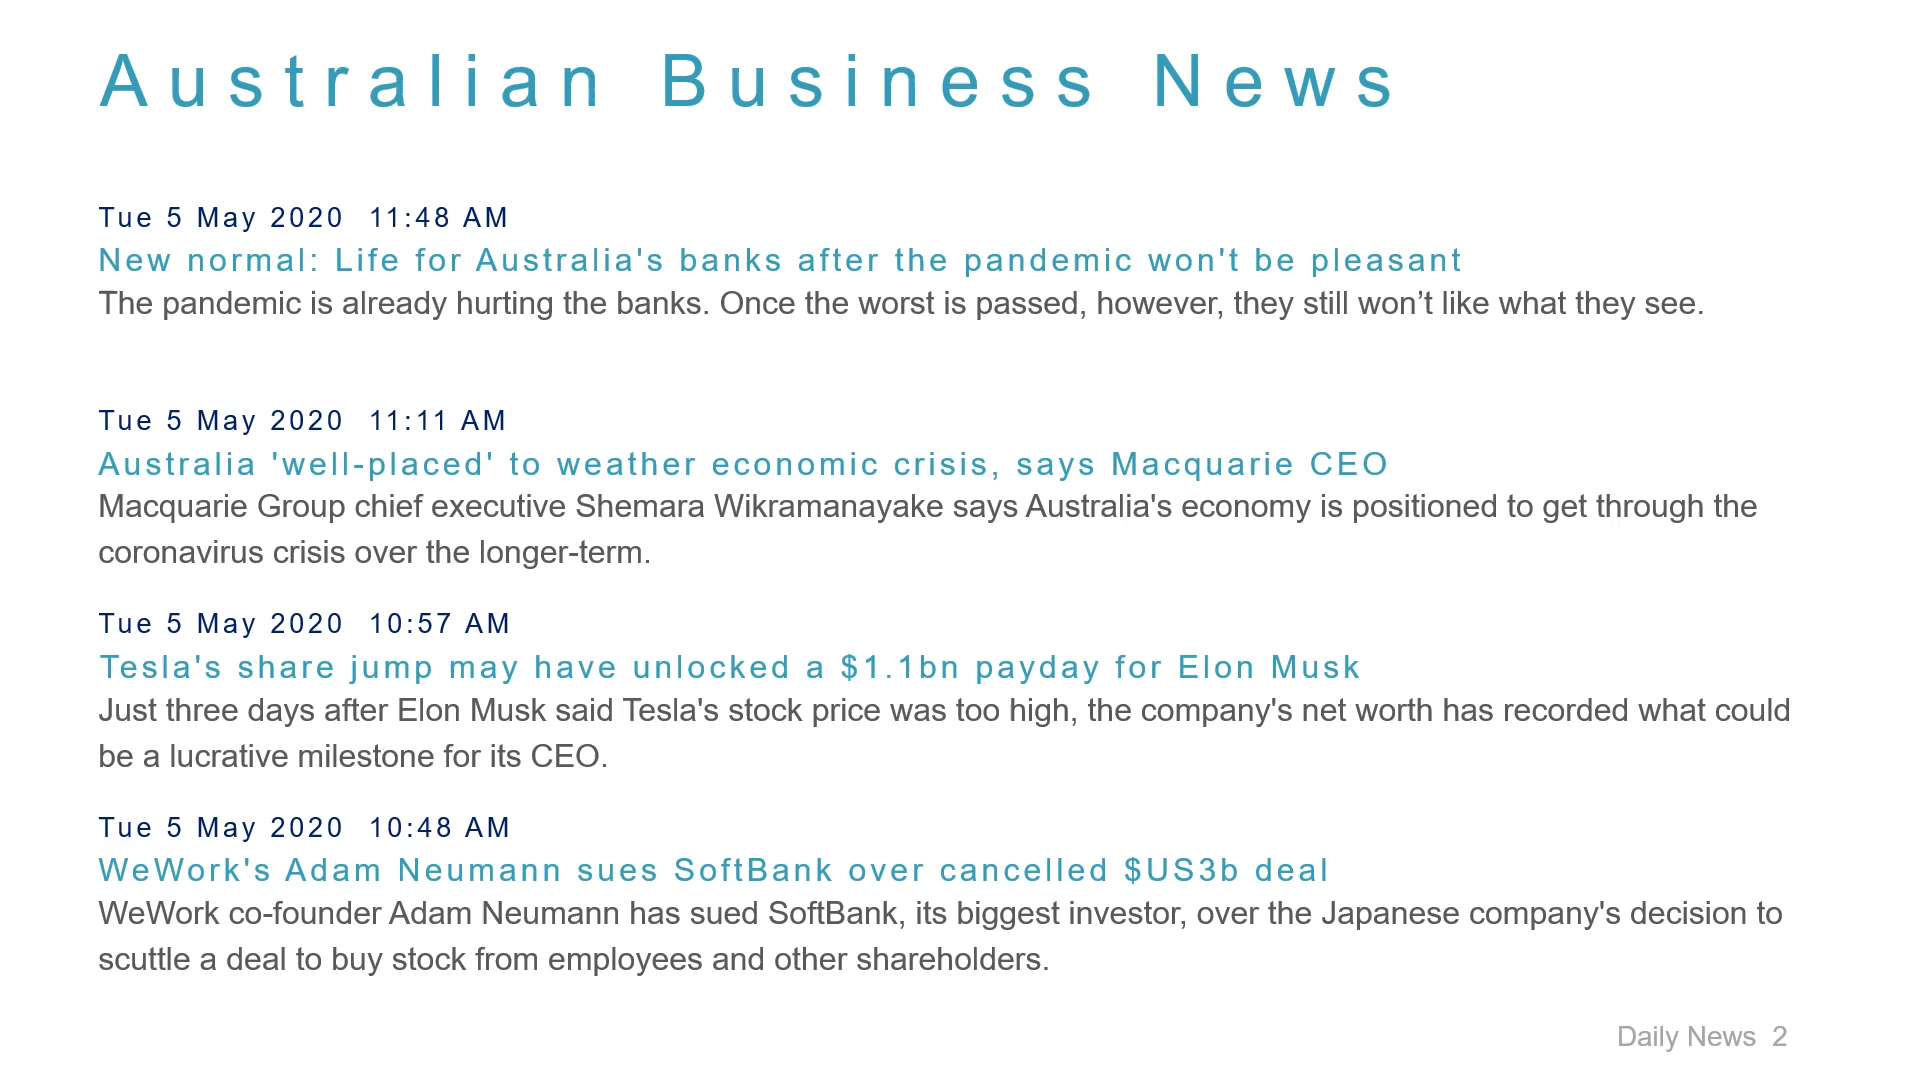 Australian Business News
Tue 5 May 2020  11:48 AM
New normal: Life for Australia's banks after the pandemic won't be pleasant
The pandemic is already hurting the banks. Once the worst is passed, however, they still won’t like what they see.
Tue 5 May 2020  11:11 AM
Australia 'well-placed' to weather economic crisis, says Macquarie CEO
Macquarie Group chief executive Shemara Wikramanayake says Australia's economy is positioned to get through the
coronavirus crisis over the longer-term.
Tue 5 May 2020  10:57 AM
Tesla's share jump may have unlocked a $1.1bn payday for Elon Musk
Just three days after Elon Musk said Tesla's stock price was too high, the company's net worth has recorded what could
be a lucrative milestone for its CEO.
Tue 5 May 2020  10:48 AM
WeWork's Adam Neumann sues SoftBank over cancelled $US3b deal
WeWork co-founder Adam Neumann has sued SoftBank, its biggest investor, over the Japanese company's decision to
scuttle a deal to buy stock from employees and other shareholders.
Daily News  2